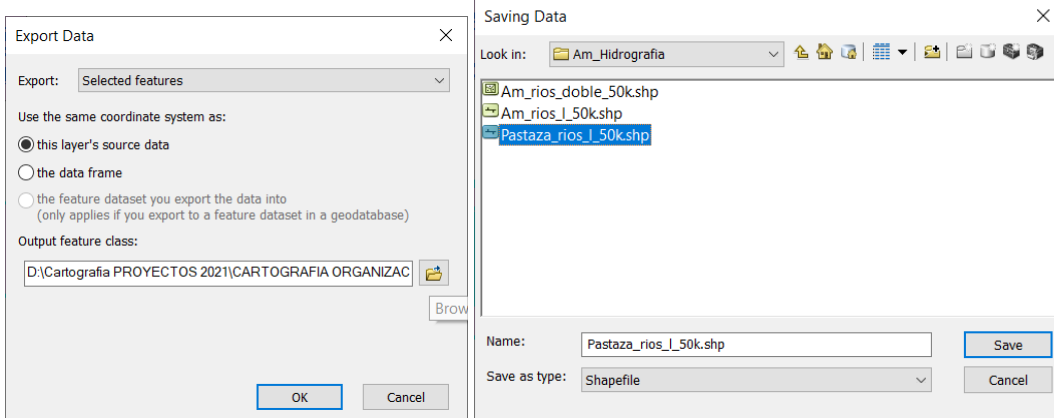 Export Data
Export: Selected features
Use the same coordinate system as:
this layer's source data
the data frame
the feature dataset you export the data into
(only applies if you export to a feature dataset in a geodatabase)
Output feature class:
D:\Cartografia PROYECTOS 2021\CARTOGRAFIA ORGANIZAC
Brow
OK Cancel
Saving Data
Look in: Am_Hidrografia
Am_rios_doble_50k.shp
Am_rios_l_50k.shp
Pastaza_rios_l_50k.shp
Name: Pastaza_rios_l_50k.shp Save
Save as type: Shapefile Cancel